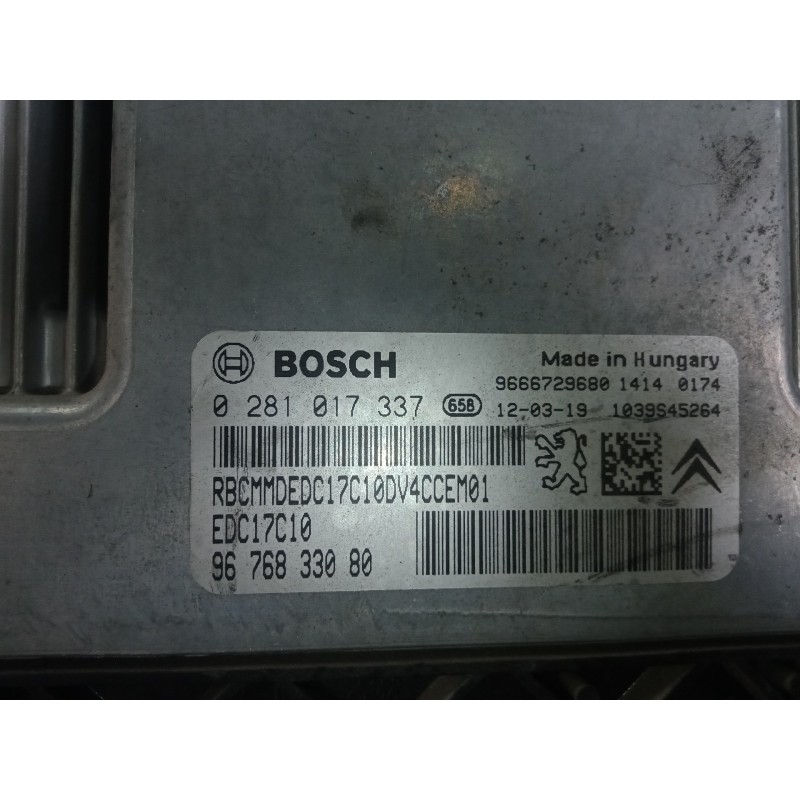 BOSCH
Made in Hungary
9666729680 1414 0174
0 281 017 337 658 12-03-19 1039S45264
RBCMMDEDC17C10DV4CCEM01
EDC17C10
96 768 330 80